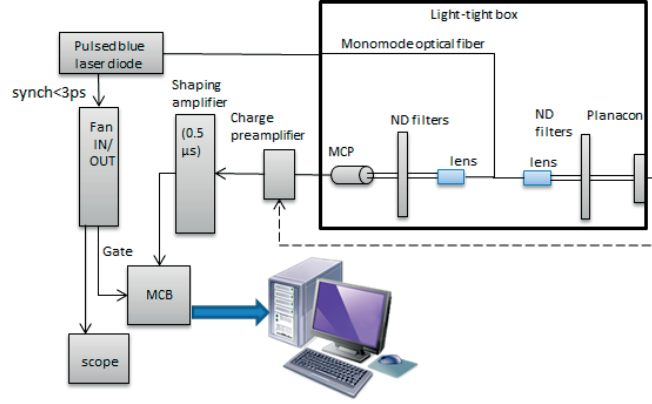 Light-tight box
Pulsed blue
laser diode
Monomode optical fiber
synch<3ps
Shaping
amplifier
Charge
preamplifier
ND filters
ND
filters
Planacon
Fan
IN/
OUT
(0.5
µs)
MCP
lens
lens
Gate
MCB
scope